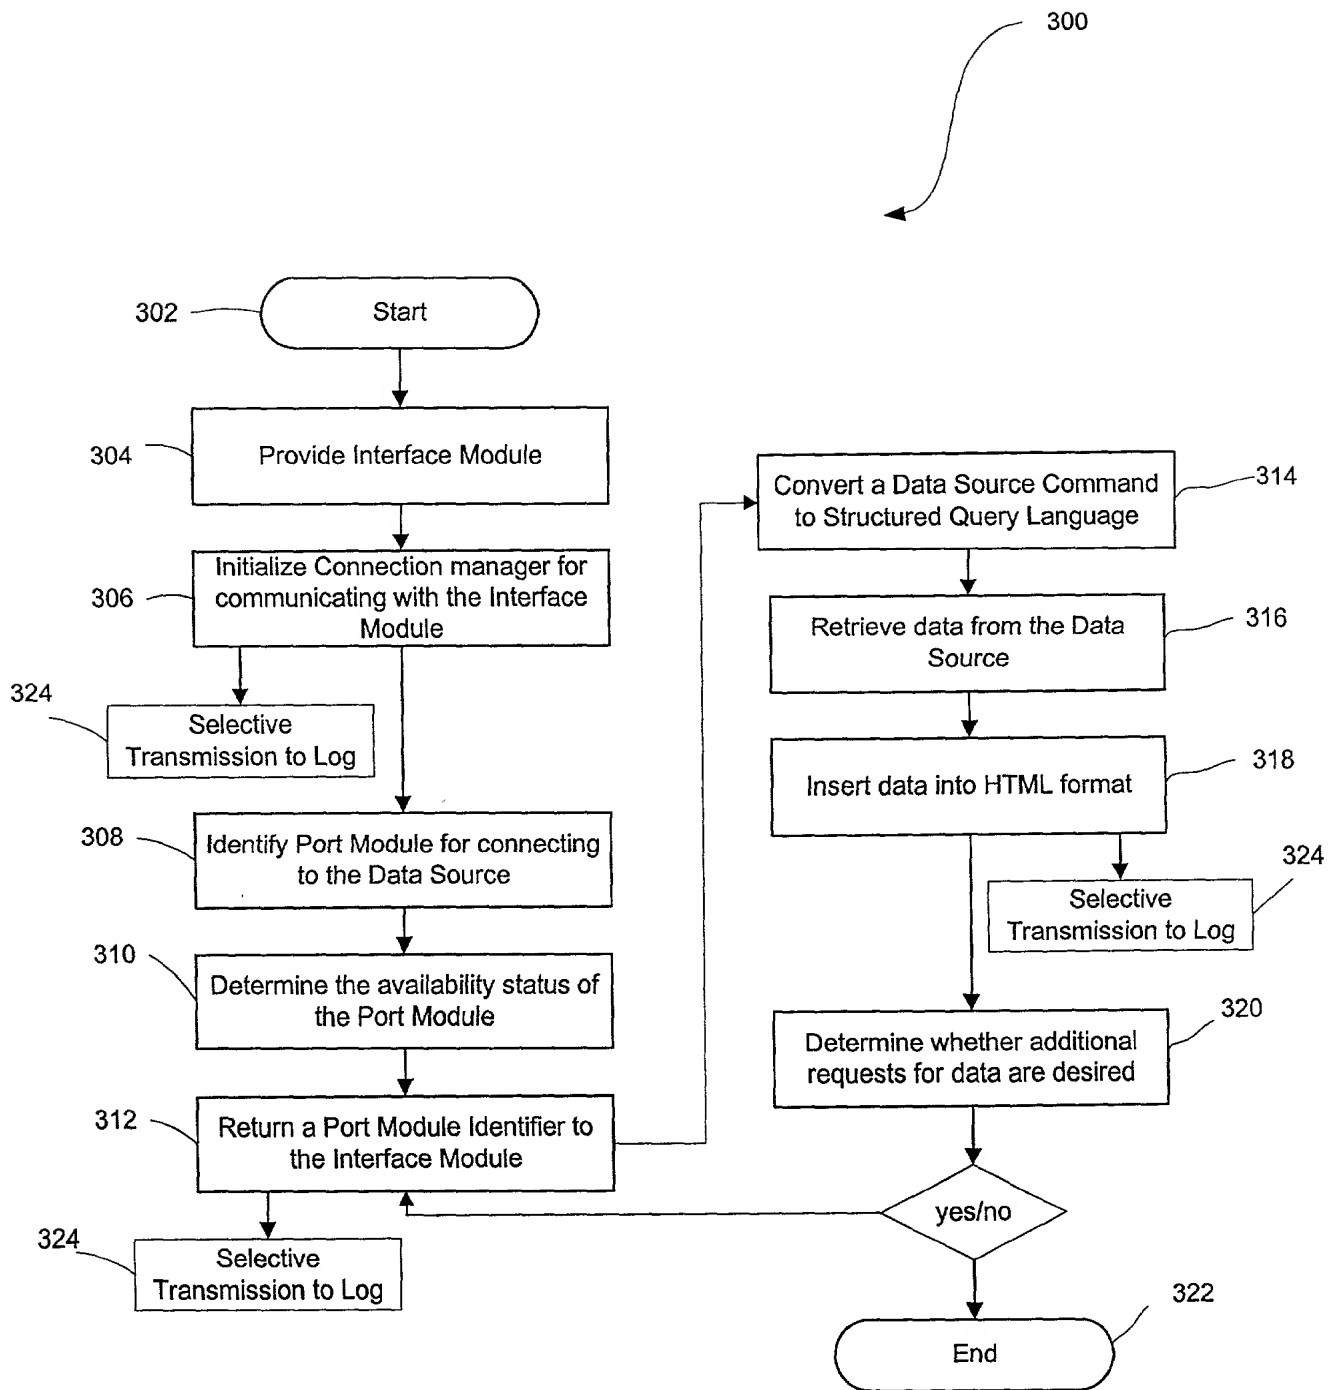 300
302
Start
304
Provide Interface Module
306
Initialize Connection manager for
communicating with the Interface
Module
324
Selective
Transmission to Log
308
Identify Port Module for connecting
to the Data Source
310
Determine the availability status of
the Port Module
312
Return a Port Module Identifier to
the Interface Module
324
Selective
Transmission to Log
Convert a Data Source Command
to Structured Query Language
314
Retrieve data from the Data
Source
316
Insert data into HTML format
318
324
Selective
Transmission to Log
Determine whether additional
requests for data are desired
320
yes/no
322
End